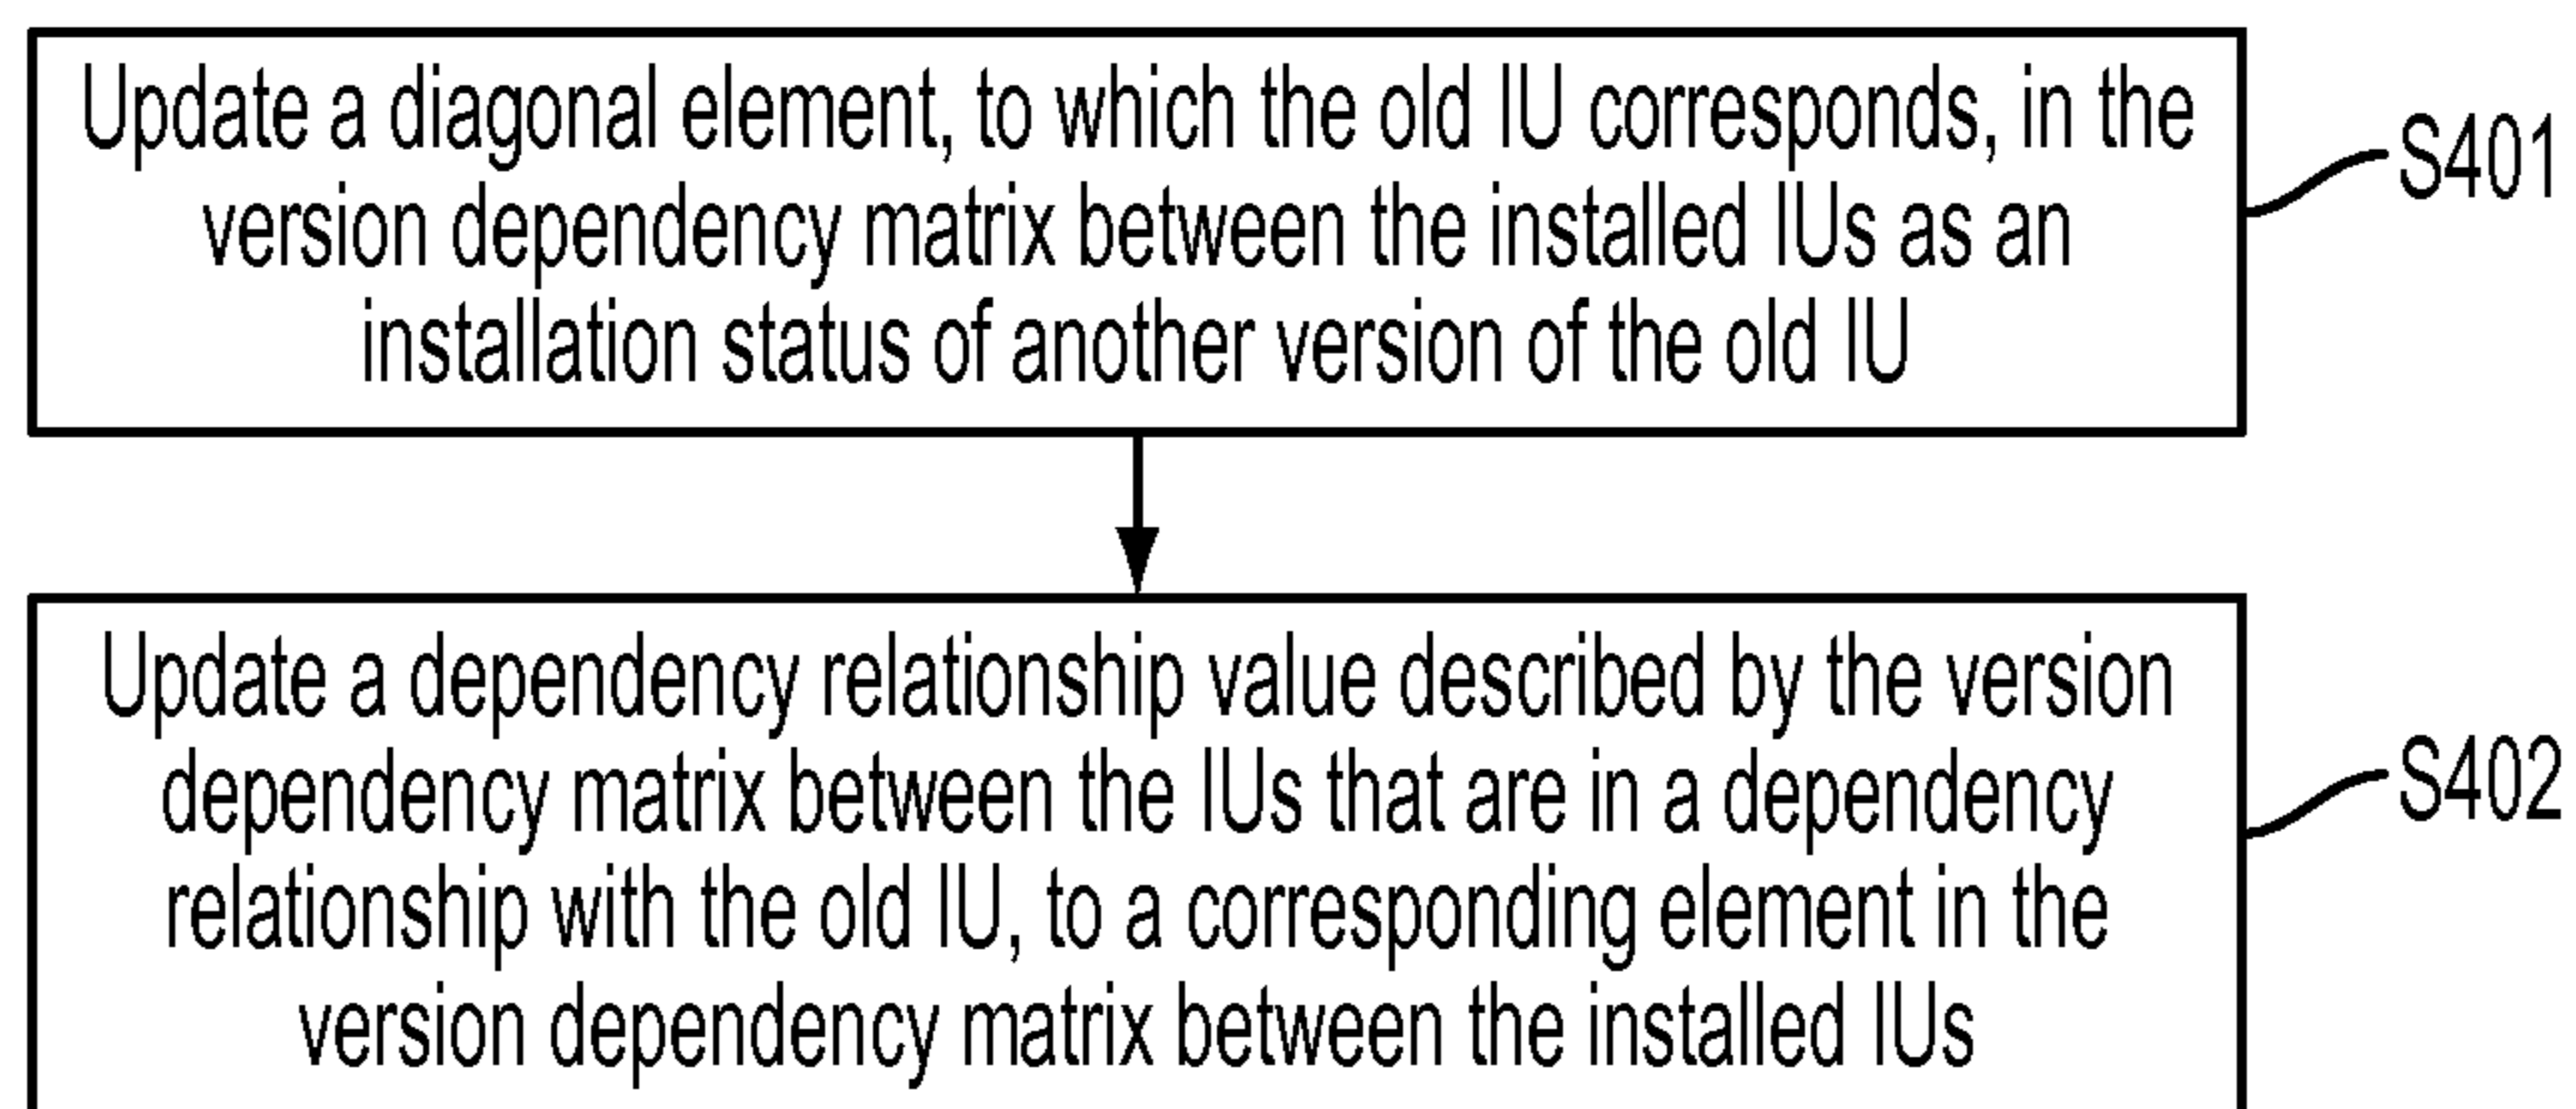 Update a diagonal element, to which the old IU corresponds, in the
version dependency matrix between the installed IUs as an
installation status of another version of the old IU
S401
Update a dependency relationship value described by the version
dependency matrix between the IUs that are in a dependency
relationship with the old IU, to a corresponding element in the
version dependency matrix between the installed IUs
S402